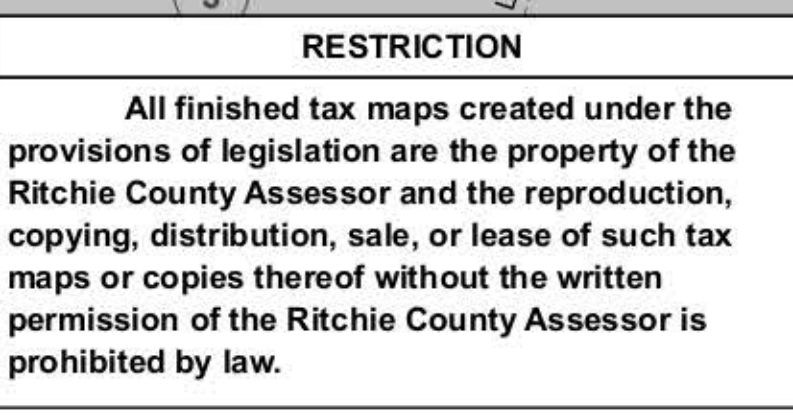 RESTRICTION
All finished tax maps created under the
provisions of legislation are the property of the
Ritchie County Assessor and the reproduction,
copying, distribution, sale, or lease of such tax
maps or copies thereof without the written
permission of the Ritchie County Assessor is
prohibited by law.